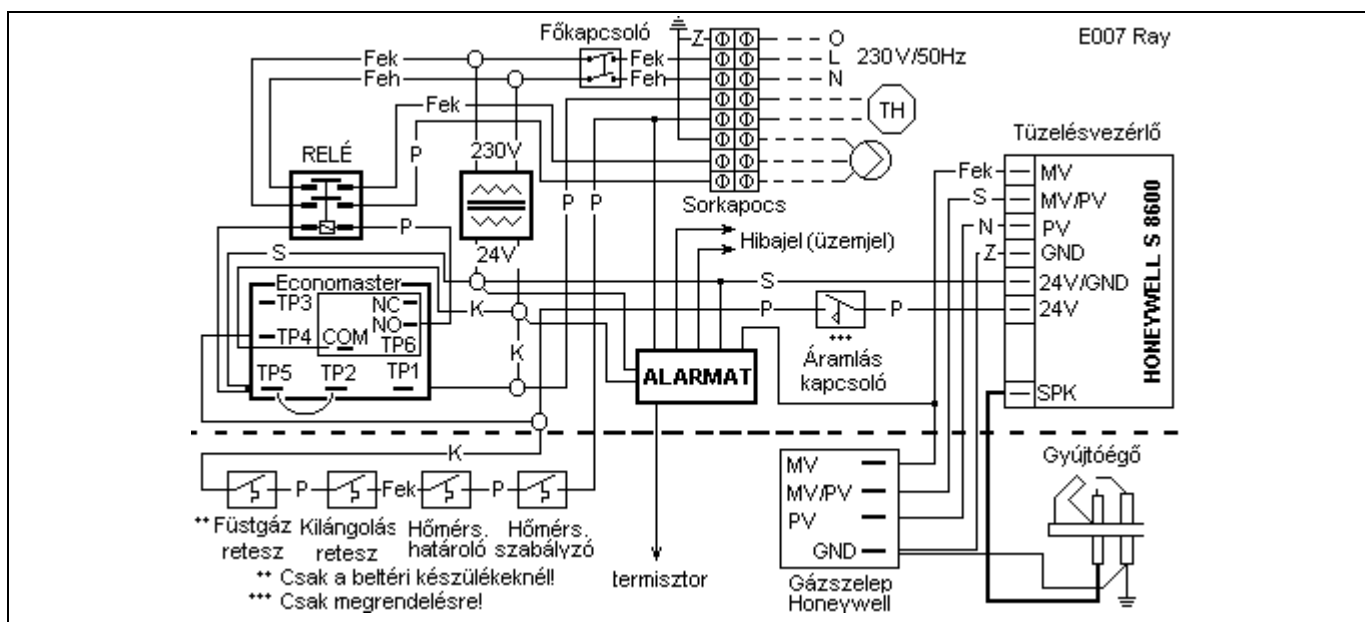 Főkapcsoló
E007 Ray
Z
O
Fek
Fek
L
230V/50Hz
Feh
Feh
N
Fek
TH
P
RELÉ
230V
Tüzelésvezérlő
P
P
Sorkapocs
Fek
MV
S
MV/PV
P
N
PV
Hibajel (üzemjel)
S
24V
Z
GND
HONEYWELL S 8600
Economaster
S
24V/GND
TP3
NC
K
P
P
24V
TP4
COM
NO
TP6
K
***
Áramlás
kapcsoló
ALARMAT
TP5
TP2
TP1
SPK
K
MV
Gyújtóégő
P
Fek
P
MV/PV
** Füstgáz
retesz
Kilángolás
retesz
Hőmérs.
határoló
Hőmérs.
szabályzó
PV
GND
** Csak a beltéri készülékeknél!
termisztor
Gázszelep
Honeywell
*** Csak megrendelésre!